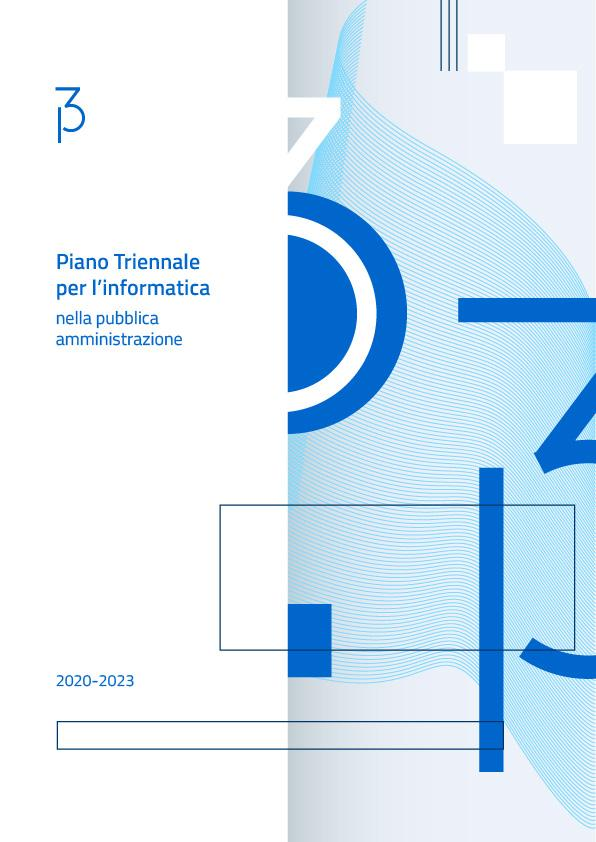 Piano Triennale
per l'informatica
nella pubblica
amministrazione
2020-2023